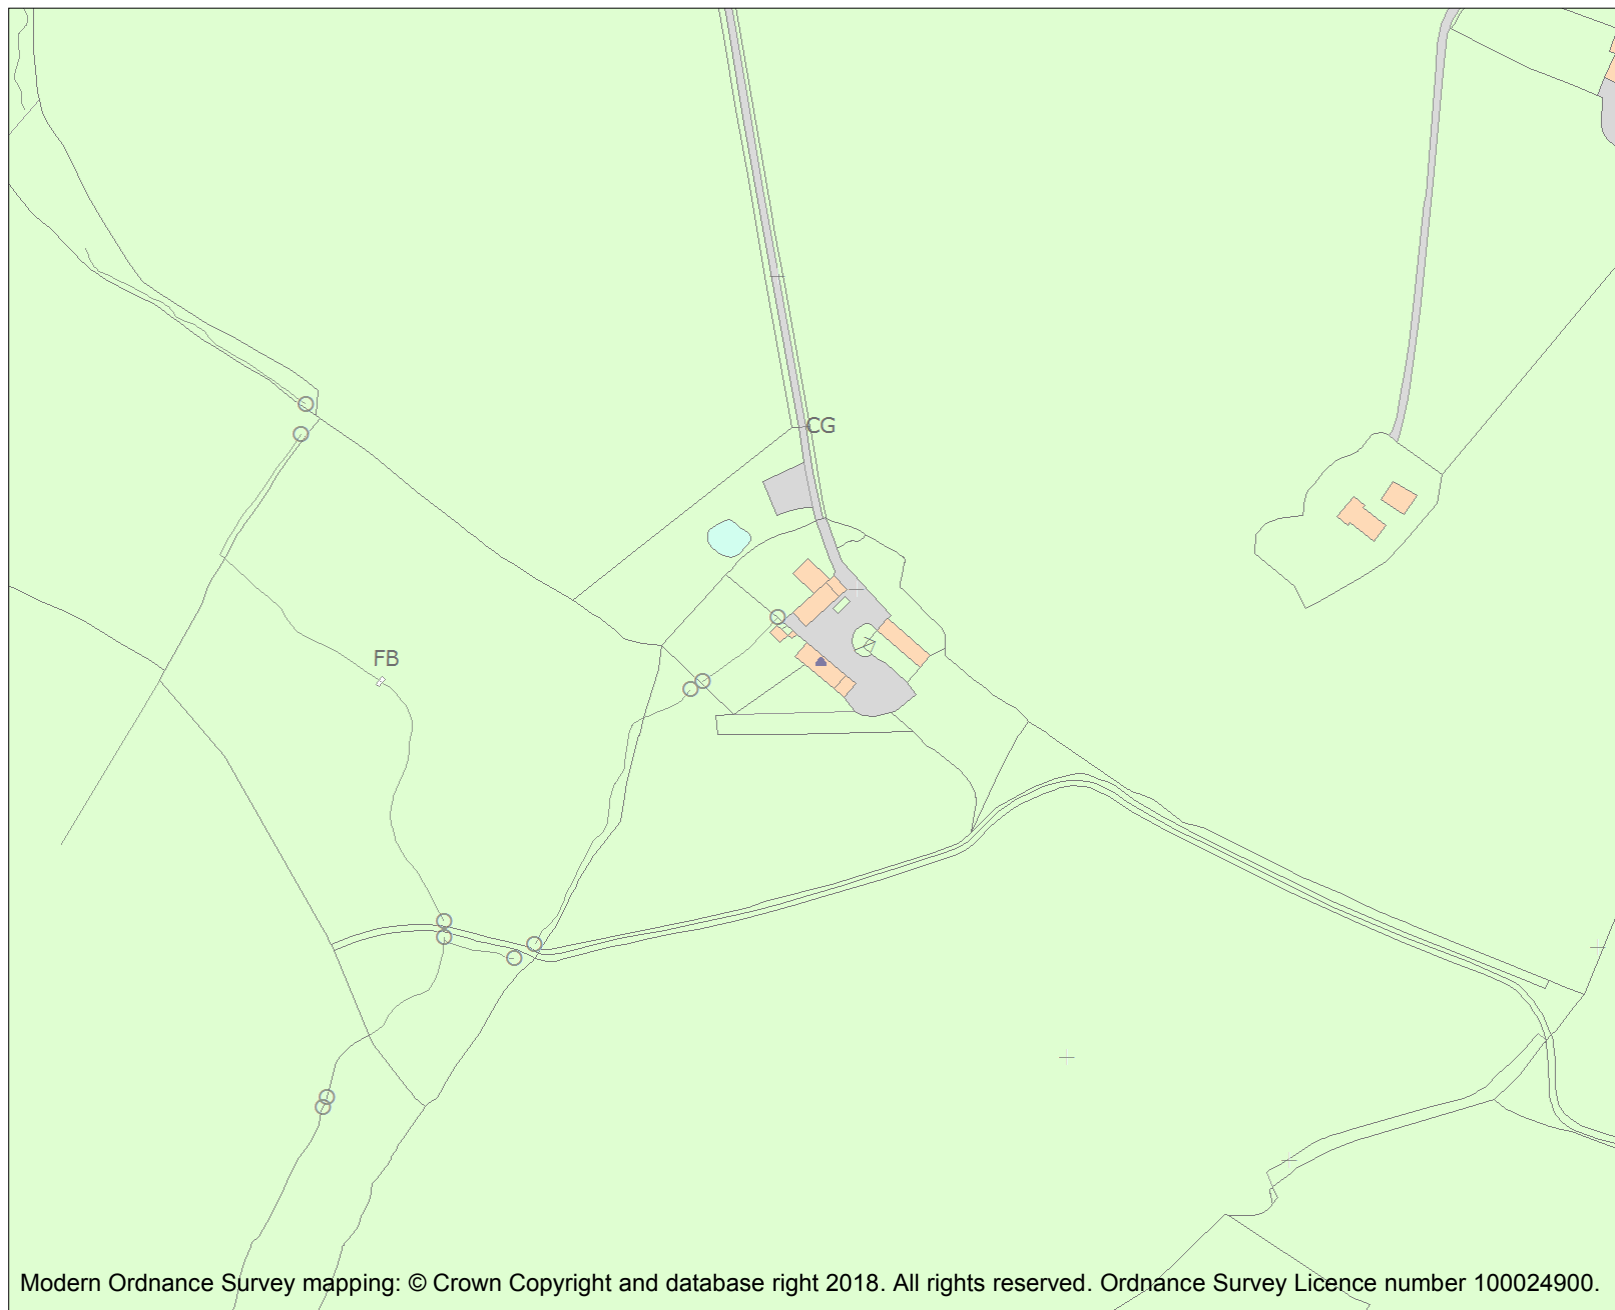 CG
FB
Modern Ordnance Survey mapping: © Crown Copyright and database right 2018. All rights reserved. Ordnance Survey Licence number 100024900.